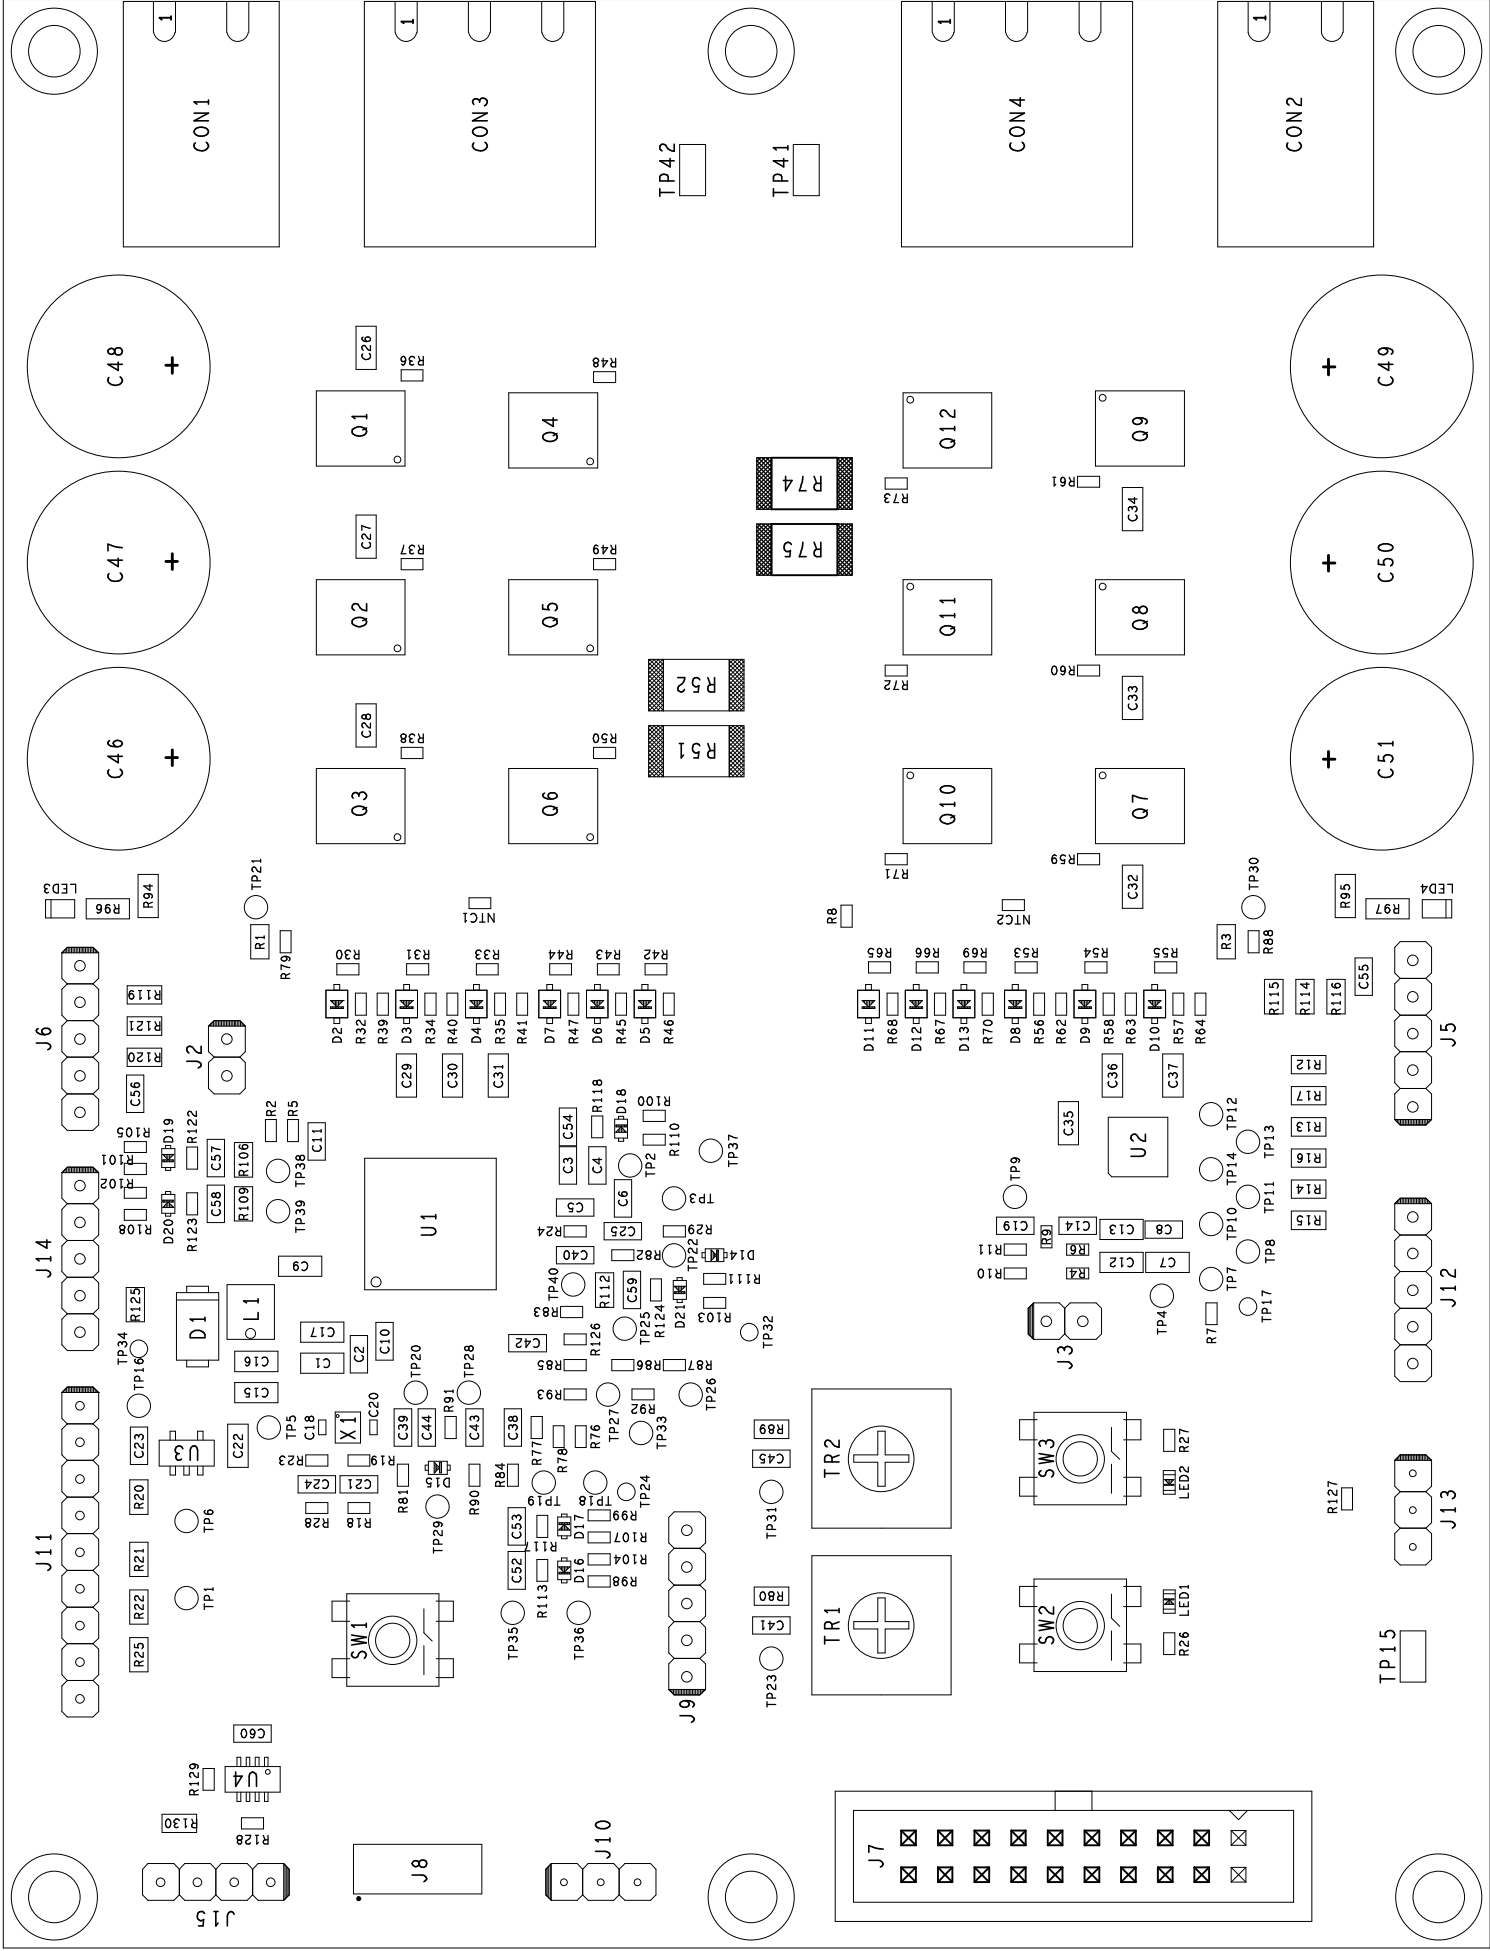 1
1
1
1
CON1
CON3
CON4
CON2
TP42
TP41
C48
+
C26
R36
R48
C49
+
Q1
Q4
Q12
Q9
R74
R73
R61
C34
C47
+
C27
R37
R49
R75
C50
+
Q2
Q5
Q11
Q8
R52
R72
R60
C33
C46
+
C28
R38
R50
R51
C51
+
Q3
Q6
Q10
Q7
R71
R59
C32
LED3
R96
R94
TP21
NTC1
R8
NTC2
TP30
R95
R97
LED4
R1
R79
R3
R88
R30
R31
R33
R44
R43
R42
R65
R66
R69
R53
R54
R55
C55
J6
R119
R121
R120
J2
D2
R32
R39
D3
R34
R40
D4
R35
R41
D7
R47
D6
R45
D5
R46
D11
R68
D12
R67
D13
R70
D8
R56
R62
D9
R58
R63
D10
R57
R64
R115
R114
R116
J5
C56
C29
C30
C31
C36
C37
R12
R17
R13
R16
R14
R15
R105
R101
R102
R108
D19
R122
C57
R106
R2
R5
C11
TP38
C54
R118
D18
R100
R110
TP37
C35
U2
TP12
TP13
TP14
TP11
TP10
TP8
TP7
TP17
D20
R123
C58
R109
TP39
U1
C3
C4
TP2
C6
C5
TP3
TP9
R24
C25
R29
C19
R9
C14
C13
C8
J14
C9
C40
R82
TP22
D14
R11
R6
C12
C7
TP40
R112
C59
R124
D21
R111
R103
R10
R4
J12
R125
D1
L1
R83
TP25
TP32
J3
TP4
R7
TP34
TP16
C17
C1
C2
C10
C42
R126
C16
C15
TP20
TP28
R85
R86
R87
R93
TP27
R92
TP26
TP33
C23
U3
C22
TP5
C18
X1
C20
C39
C44
R91
C43
C38
R77
R78
R76
R89
C45
TR2
SW3
R27
LED2
R23
R19
C24
C21
R28
R18
R81
D15
R90
R84
TP29
TP19
TP18
TP24
TP31
R127
J13
J11
R20
TP6
R21
TP1
R22
R25
C53
R117
D17
R99
R107
C52
R113
D16
R104
R98
TP35
TP36
SW1
J9
R80
C41
TP23
TR1
SW2
LED1
R26
TP15
C60
R129
U4
R130
R128
J15
J8
J10
J7